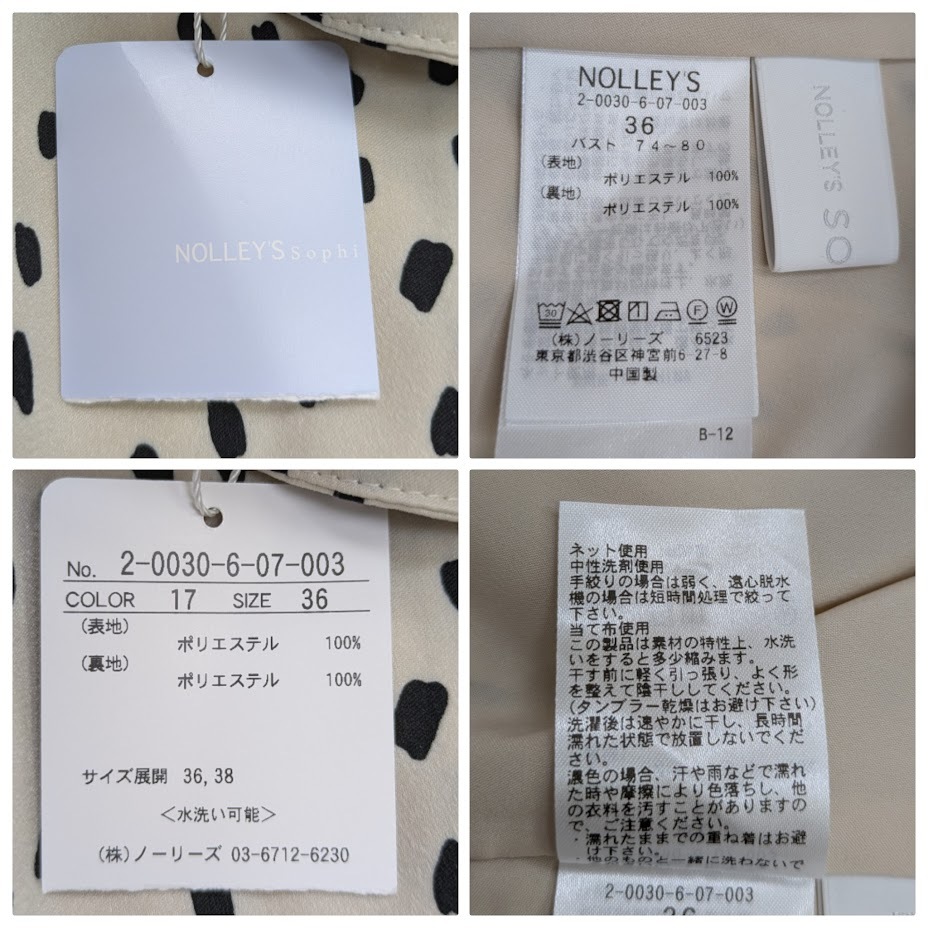 NOLLEY'S Sophi
NOLLEY'S
2-0030-6-07-003
36
バスト 74~80
(表地)
ポリエステル 100%
(裏地)
ポリエステル 100%
30
F W
(株)ノーリーズ 6523
東京都渋谷区神宮前6-27-8
中国製
B-12
NOLLEY'S SO
No. 2-0030-6-07-003
COLOR 17 SIZE 36
(表地)
ポリエステル 100%
(裏地)
ポリエステル 100%
サイズ展開 36,38
<水洗い可能>
(株)ノーリーズ 03-6712-6230
ネット使用
中性洗剤使用
手絞りの場合は弱く、遠心脱水
機の場合は短時間処理で絞って
下さい。
当て布使用
この製品は素材の特性上、水洗
いをすると多少縮みます。
干す前に軽く引っ張り、よく形
を整えて陰干ししてください。
(タンブラー乾燥はお避け下さい)
洗濯後は速やかに干し、長時間
濡れた状態で放置しないでくだ
さい。
濃色の場合、汗や雨などで濡れ
た時や摩擦により色落ちし、他
の衣料を汚すことがありますの
で、ご注意ください。
・濡れたままでの重ね着はお避
け下さい。
・他のものと一緒に洗わないで
2-0030-6-07-003
36